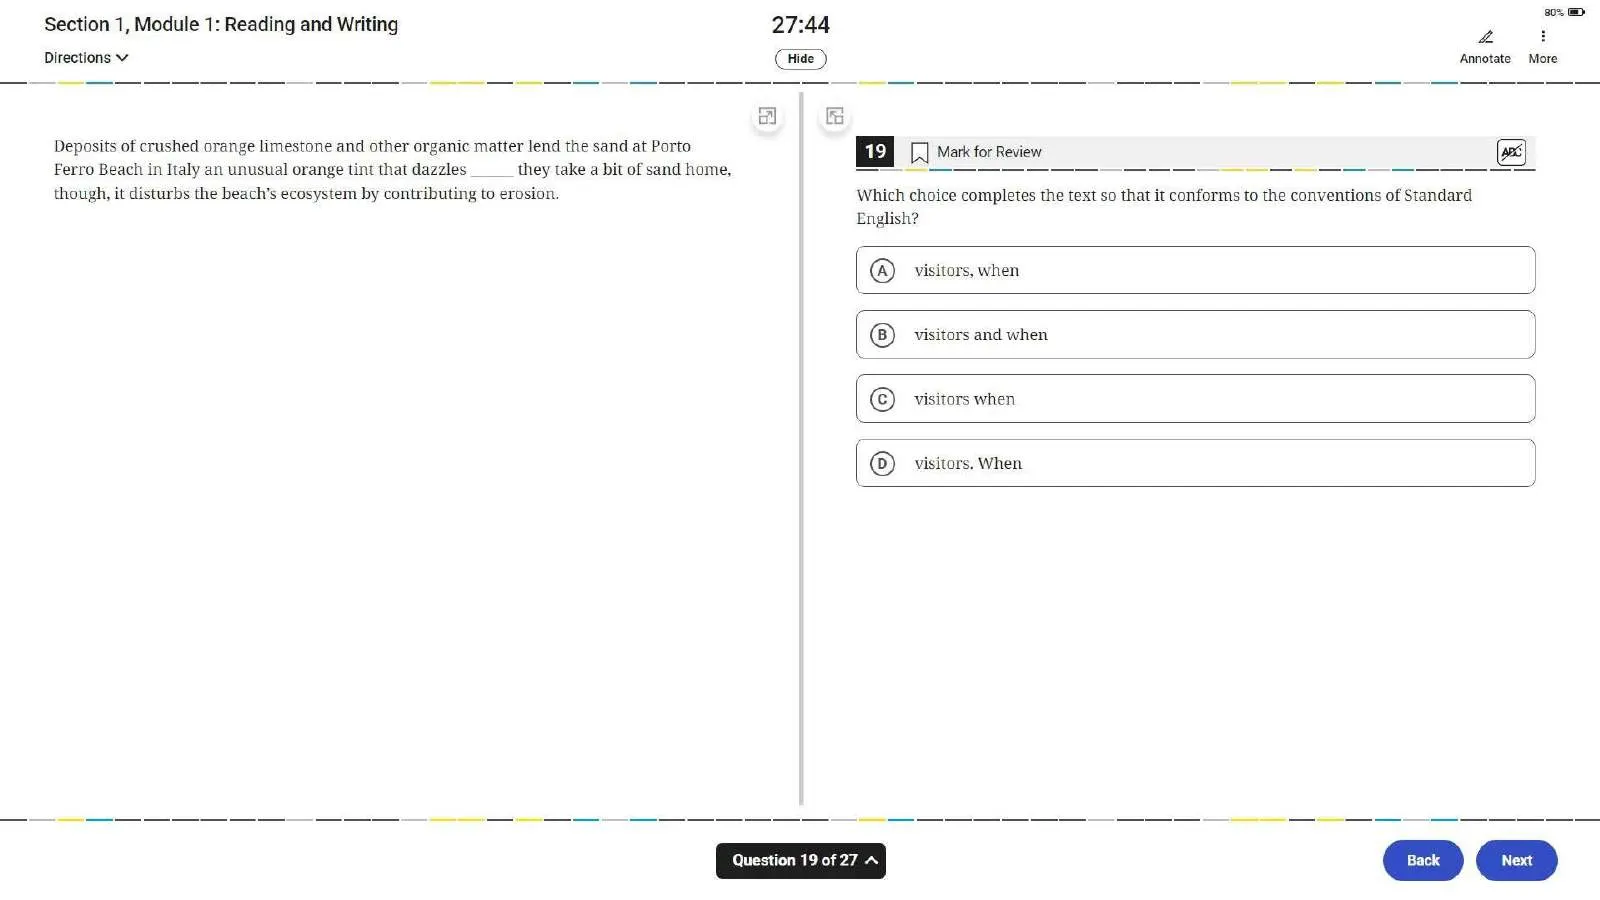 Section 1, Module 1: Reading and Writing
Directions
27:44
Hide
80%
Annotate
More
Deposits of crushed orange limestone and other organic matter lend the sand at Porto
Ferro Beach in Italy an unusual orange tint that dazzles ______ they take a bit of sand home,
though, it disturbs the beach’s ecosystem by contributing to erosion.
19
Mark for Review
ABC
Which choice completes the text so that it conforms to the conventions of Standard
English?
A visitors, when
B visitors and when
C visitors when
D visitors. When
Question 19 of 27
Back
Next